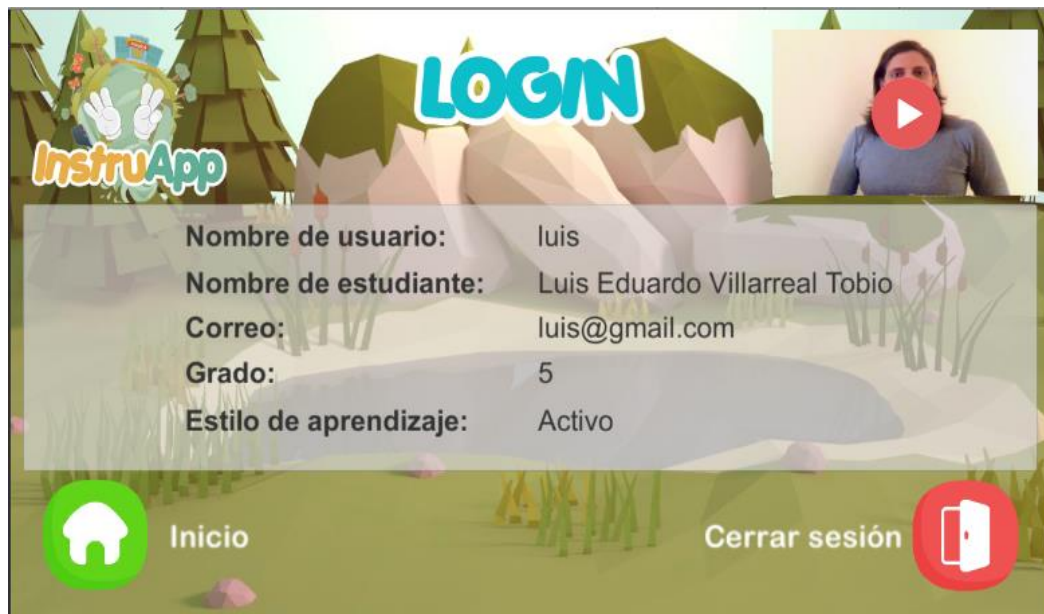 LOGIN
InstruApp
Nombre de usuario: luis
Nombre de estudiante: Luis Eduardo Villarreal Tobio
Correo: luis@gmail.com
Grado: 5
Estilo de aprendizaje: Activo
Inicio
Cerrar sesión